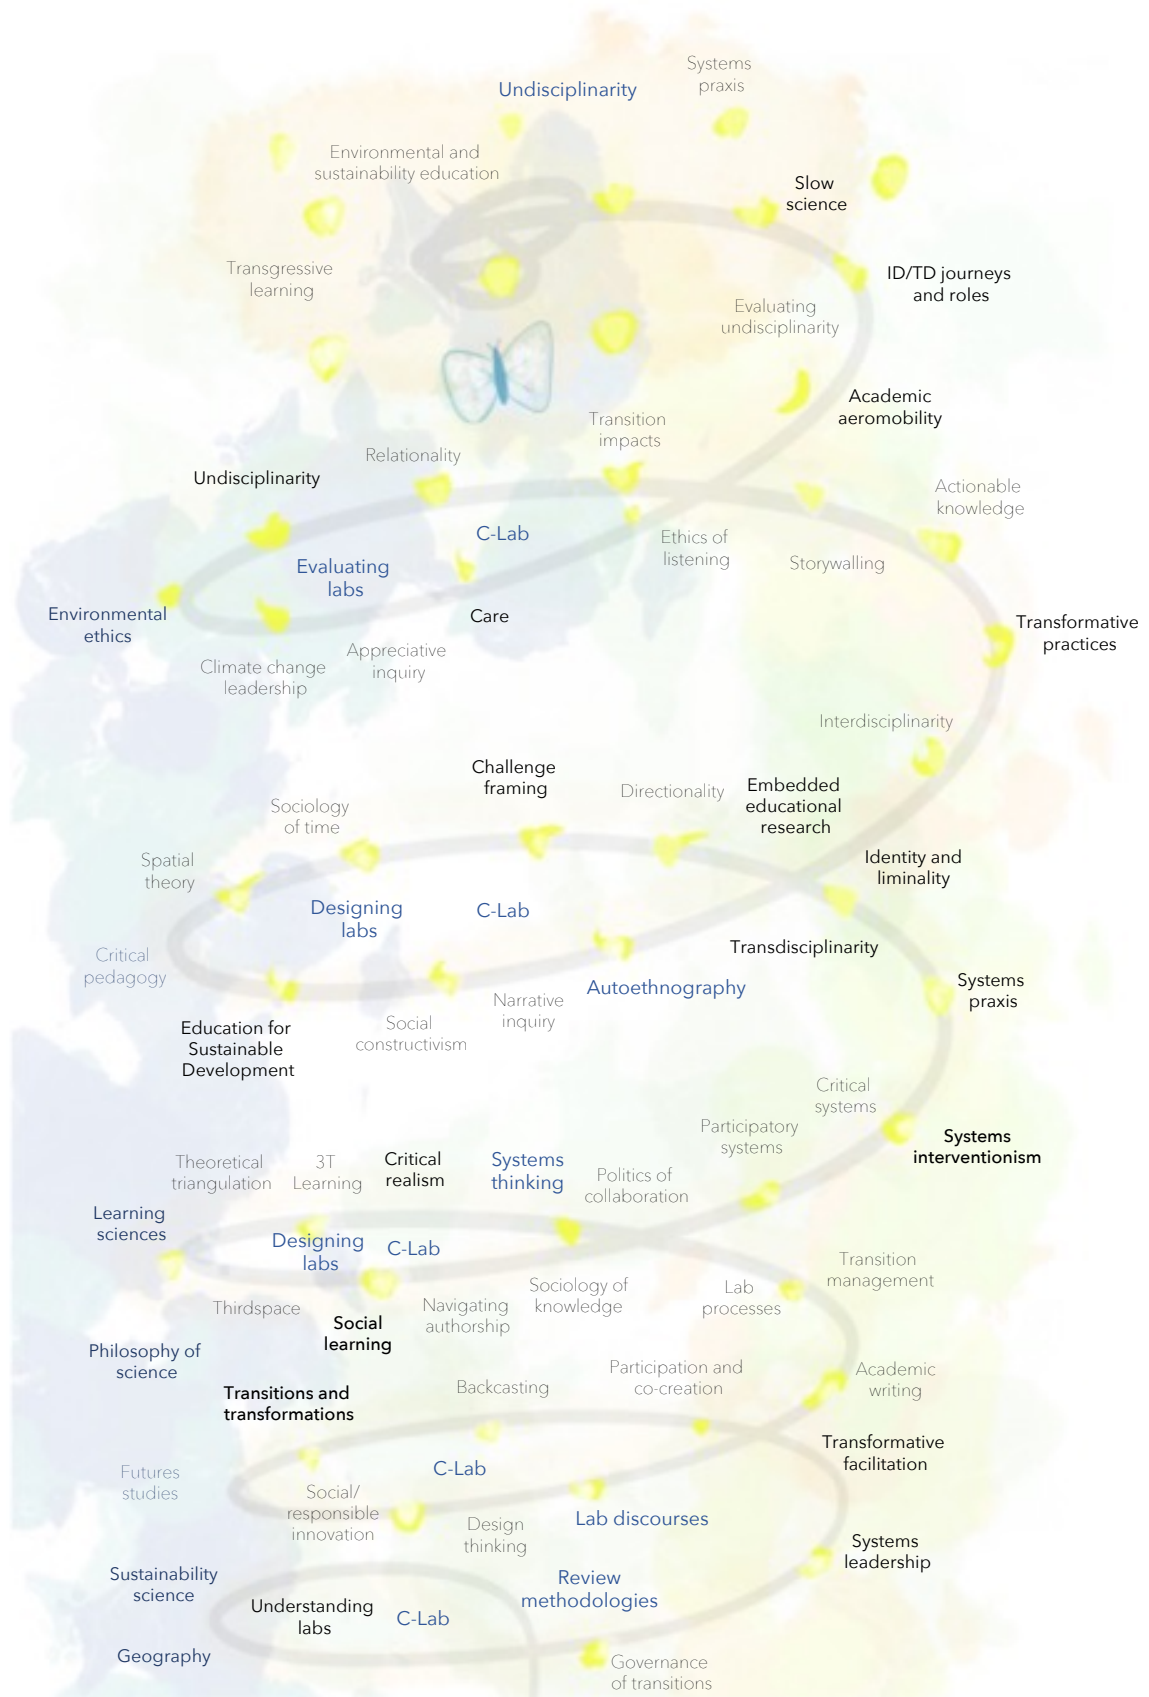 Systems
praxis
Undisciplinarity
Environmental and
sustainability education
Slow
science
Transgressive
learning
ID/TD journeys
and roles
Evaluating
undisciplinarity
Academic
aeromobility
Transition
impacts
Relationality
Undisciplinarity
Actionable
knowledge
C-Lab
Ethics of
listening
Storywalling
Evaluating
labs
Environmental
ethics
Care
Transformative
practices
Appreciative
inquiry
Climate change
leadership
Interdisciplinarity
Challenge
framing
Directionality
Embedded
educational
research
Sociology
of time
Spatial
theory
Identity and
liminality
Designing
labs
C-Lab
Transdisciplinarity
Critical
pedagogy
Autoethnography
Systems
praxis
Narrative
inquiry
Education for
Sustainable
Development
Social
constructivism
Critical
systems
Participatory
systems
Systems
interventionism
Theoretical
triangulation
3T
Learning
Critical
realism
Systems
thinking
Politics of
collaboration
Learning
sciences
Designing
labs
C-Lab
Transition
management
Sociology of
knowledge
Lab
processes
Thirdspace
Navigating
authorship
Social
learning
Philosophy of
science
Participation and
co-creation
Academic
writing
Transitions and
transformations
Backcasting
Transformative
facilitation
C-Lab
Futures
studies
Social/
responsible
innovation
Lab discourses
Design
thinking
Systems
leadership
Sustainability
science
Review
methodologies
Understanding
labs
C-Lab
Geography
Governance
of transitions